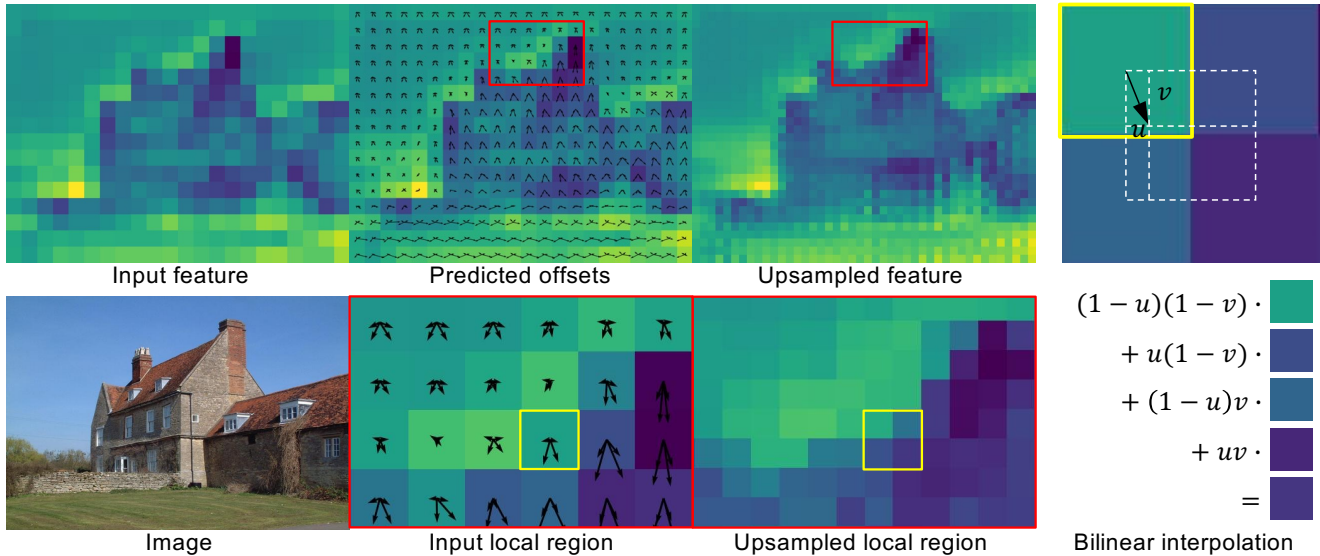 Input feature
Predicted offsets
Upsampled feature
v
u
Image
Input local region
Upsampled local region
(1 − u)(1 − v) ·
+ u(1 − v) ·
+ (1 − u)v ·
+ uv ·
=
Bilinear interpolation